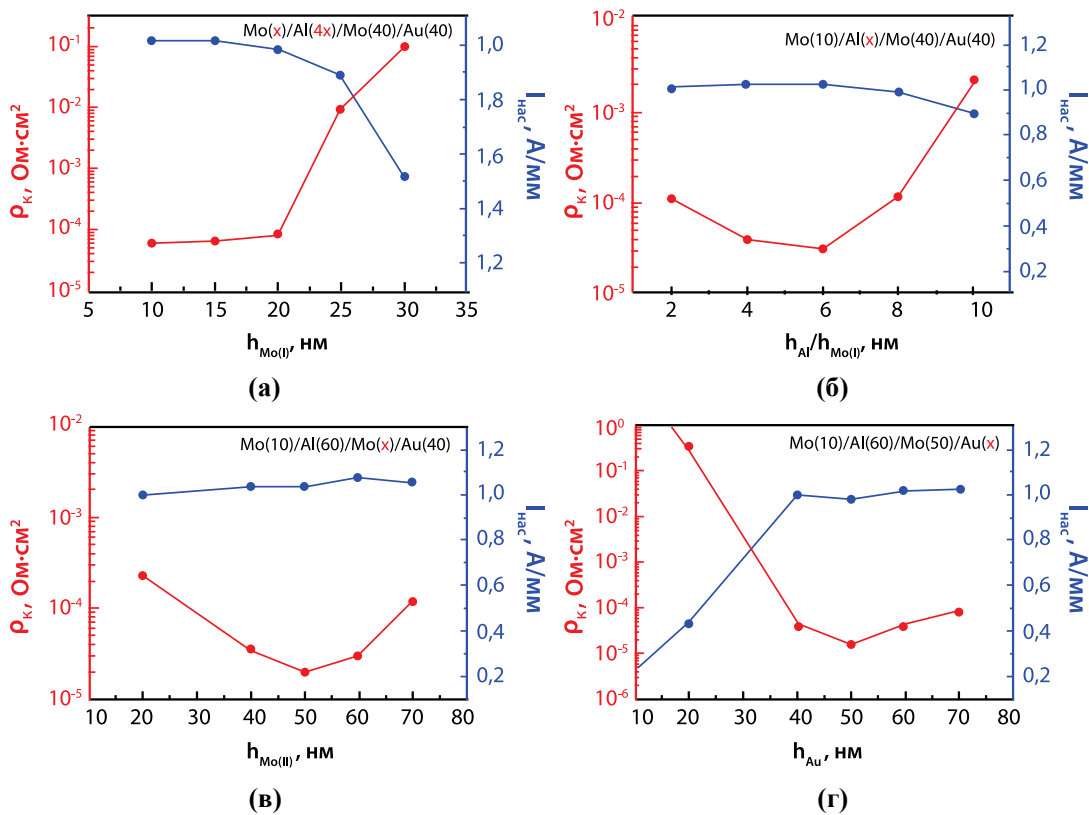 Mo(x)/Al(4x)/Mo(40)/Au(40)
ρк, Ом·см²
10⁻¹
10⁻²
10⁻³
10⁻⁴
10⁻⁵
1,0
1,8
1,6
1,4
1,2
Iнас, А/мм
5 10 15 20 25 30 35
hMo(I), нм
(а)
Mo(10)/Al(x)/Mo(40)/Au(40)
ρк, Ом·см²
10⁻²
10⁻³
10⁻⁴
10⁻⁵
1,2
1,0
0,8
0,6
0,4
0,2
Iнас, А/мм
2 4 6 8 10
hAl/hMo(I), нм
(б)
Mo(10)/Al(60)/Mo(x)/Au(40)
ρк, Ом·см²
10⁻²
10⁻³
10⁻⁴
10⁻⁵
1,2
1,0
0,8
0,6
0,4
0,2
Iнас, А/мм
10 20 30 40 50 60 70 80
hMo(II), нм
(в)
Mo(10)/Al(60)/Mo(50)/Au(x)
ρк, Ом·см²
10⁰
10⁻¹
10⁻²
10⁻³
10⁻⁴
10⁻⁵
10⁻⁶
1,2
1,0
0,8
0,6
0,4
0,2
Iнас, А/мм
10 20 30 40 50 60 70 80
hAu, нм
(г)